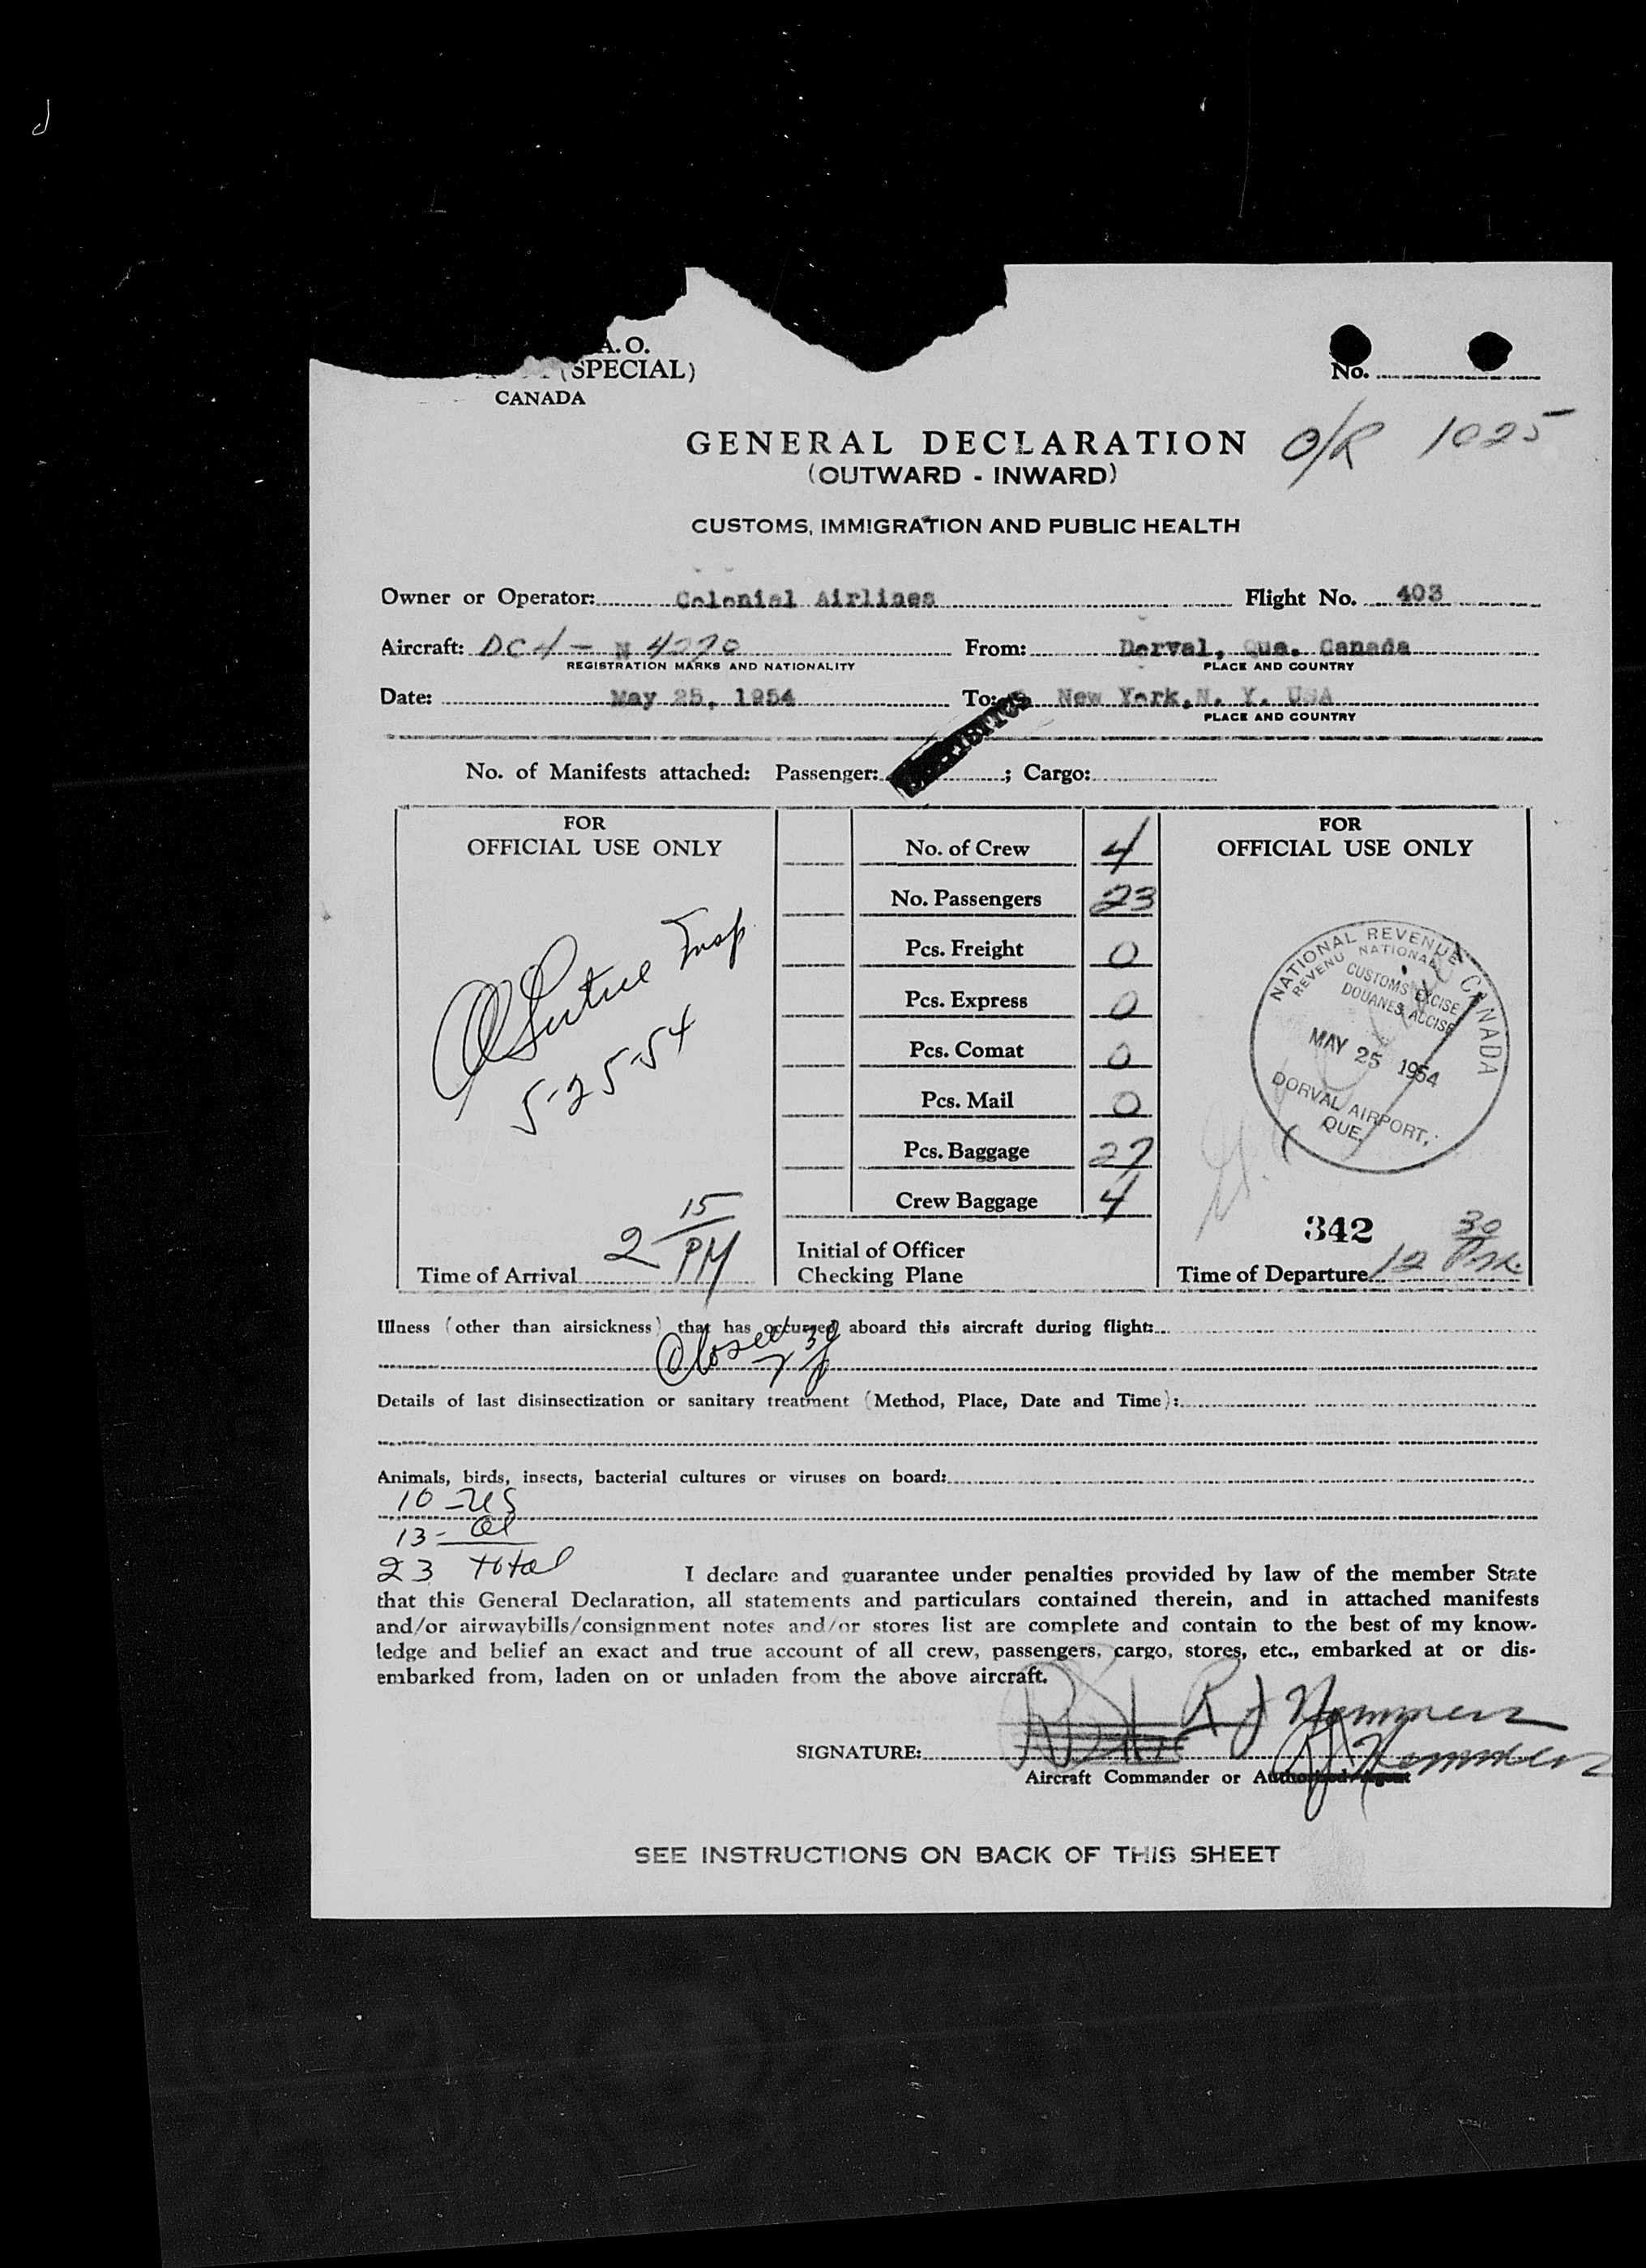 A.O.
(SPECIAL)
CANADA
No.
GENERAL DECLARATION
O/R 1025
(OUTWARD - INWARD)
CUSTOMS, IMMIGRATION AND PUBLIC HEALTH
Owner or Operator: Colonial Airlines Flight No. 403
Aircraft: DC4 - N 4270 From: Dorval, Que. Canada
REGISTRATION MARKS AND NATIONALITY PLACE AND COUNTRY
Date: May 25, 1954 To: New York, N. Y. USA
PLACE AND COUNTRY
No. of Manifests attached: Passenger: ; Cargo:
FOR
OFFICIAL USE ONLY
Insp
5-25-54
2 15 PM
Time of Arrival
No. of Crew 4
No. Passengers 23
Pcs. Freight 0
Pcs. Express 0
Pcs. Comat 0
Pcs. Mail 0
Pcs. Baggage 27
Crew Baggage 4
Initial of Officer
Checking Plane
FOR
OFFICIAL USE ONLY
NATIONAL REVENUE CANADA
REVENU NATIONAL
CUSTOMS EXCISE
DOUANES ACCISE
MAY 25 1954
DORVAL AIRPORT,
QUE.
342
Time of Departure 12 30 P.M.
Illness (other than airsickness) that has occurred aboard this aircraft during flight:
Closed 2 30 p
Details of last disinsectization or sanitary treatment (Method, Place, Date and Time):
Animals, birds, insects, bacterial cultures or viruses on board:
10 - US
13 - al
23 total
I declare and guarantee under penalties provided by law of the member State
that this General Declaration, all statements and particulars contained therein, and in attached manifests
and/or airwaybills/consignment notes and/or stores list are complete and contain to the best of my know-
ledge and belief an exact and true account of all crew, passengers, cargo, stores, etc., embarked at or dis-
embarked from, laden on or unladen from the above aircraft.
R J Nemmers
SIGNATURE: RJ Nemmers
Aircraft Commander or Authorized Agent
SEE INSTRUCTIONS ON BACK OF THIS SHEET